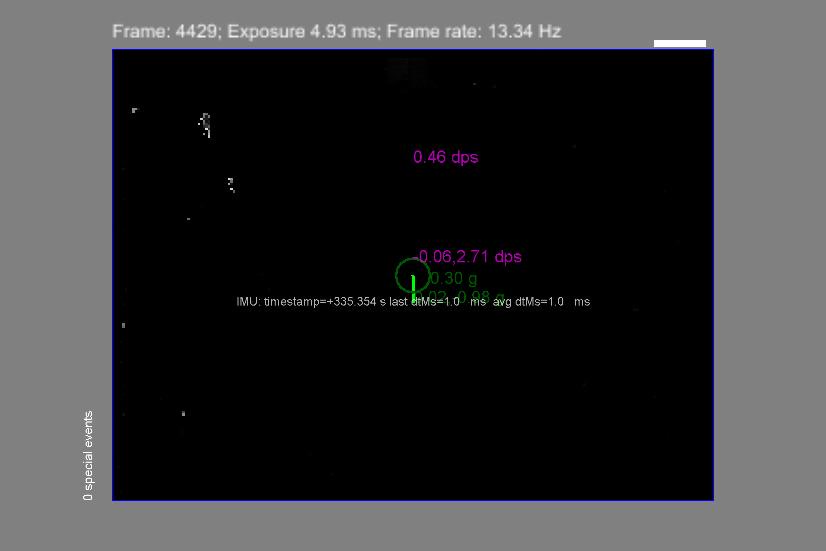 Frame: 4429; Exposure 4.93 ms; Frame rate: 13.34 Hz
0.46 dps
-0.06,2.71 dps
0.30 g
IMU: timestamp=+335.354 s last dtMs=1.0 ms avg dtMs=1.0 ms
0 special events